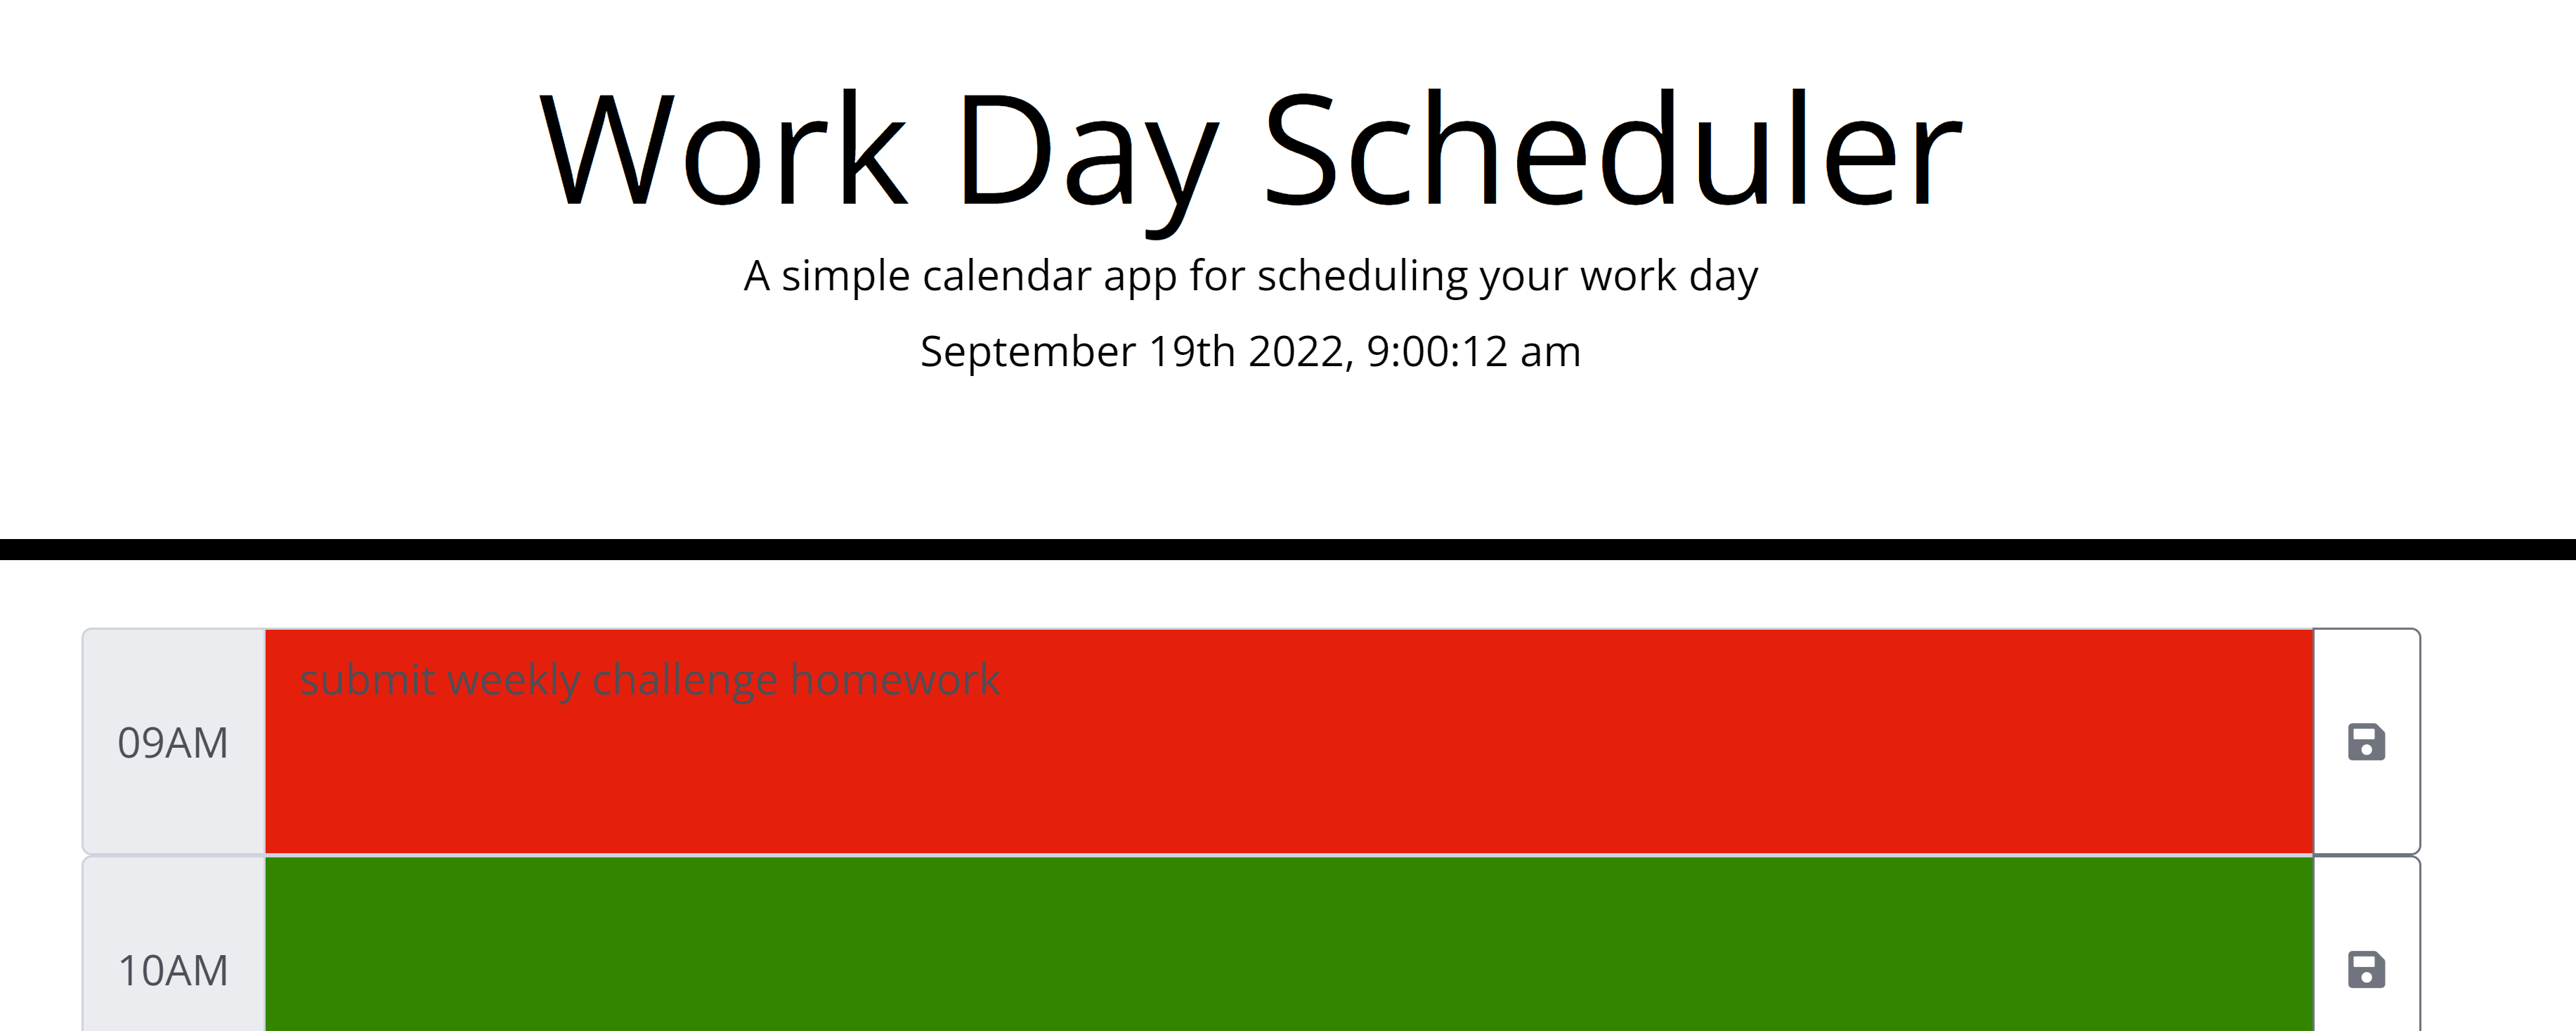 Work Day Scheduler
A simple calendar app for scheduling your work day
September 19th 2022, 9:00:12 am
submit weekly challenge homework
09AM
10AM